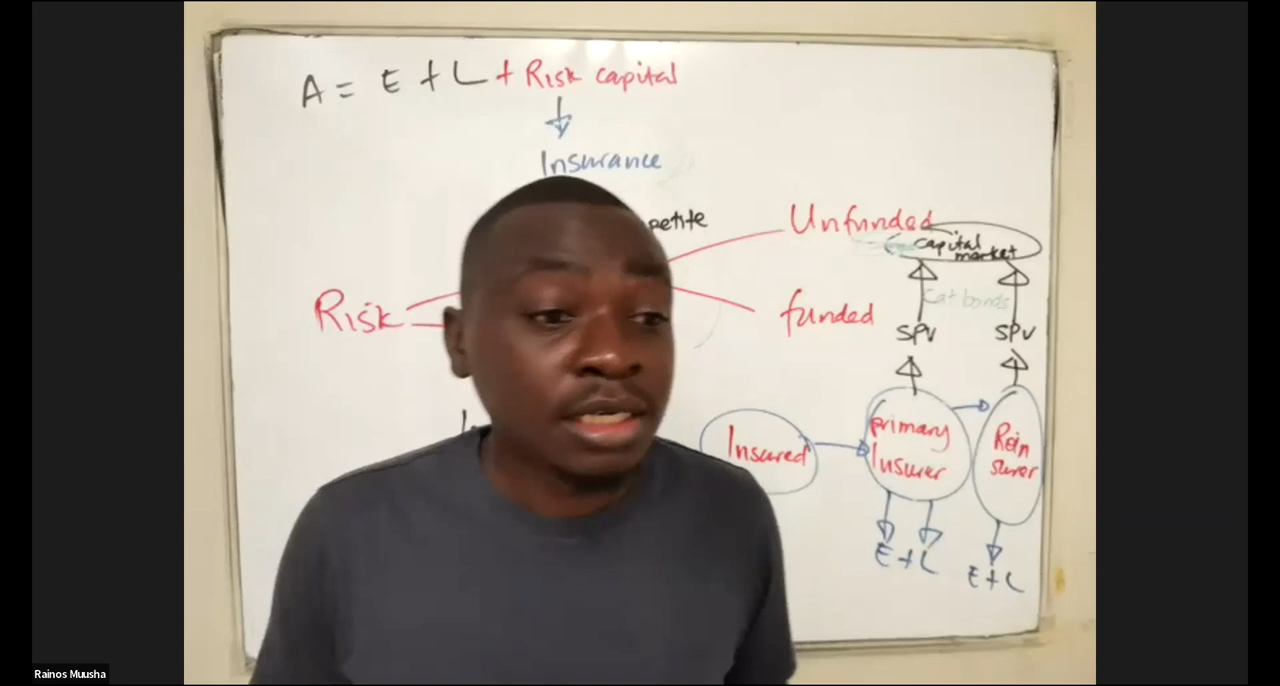 A = E + L + Risk capital
Insurance
petite
Unfunded
capital
market
Risk
funded
Cat bonds
SPV SPV
Insured
primary
Insurer
Rein
surer
E + L
E + L
Rainos Muusha